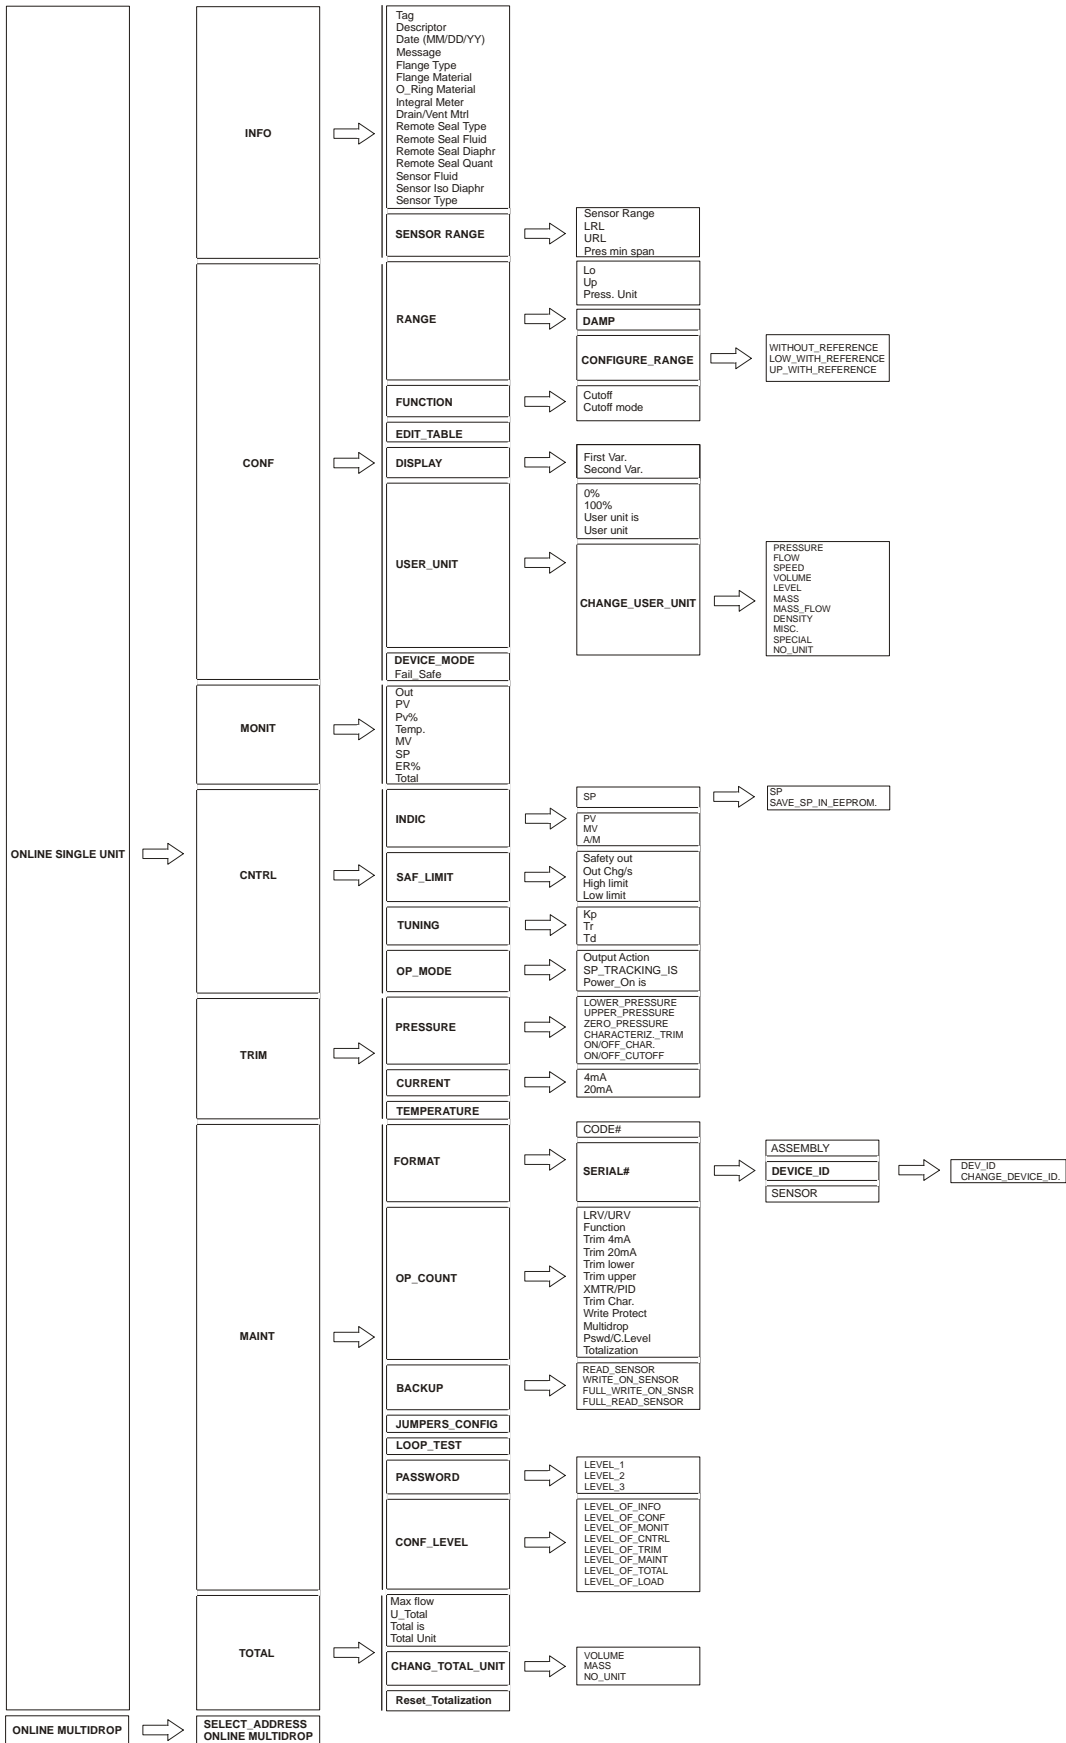 ONLINE SINGLE UNIT
INFO
Tag
Descriptor
Date (MM/DD/YY)
Message
Flange Type
Flange Material
O_Ring Material
Integral Meter
Drain/Vent Mtrl
Remote Seal Type
Remote Seal Fluid
Remote Seal Diaphr
Remote Seal Quant
Sensor Fluid
Sensor Iso Diaphr
Sensor Type
SENSOR RANGE
Sensor Range
LRL
URL
Pres min span
CONF
RANGE
Lo
Up
Press. Unit
DAMP
CONFIGURE_RANGE
WITHOUT_REFERENCE
LOW_WITH_REFERENCE
UP_WITH_REFERENCE
FUNCTION
Cutoff
Cutoff mode
EDIT_TABLE
DISPLAY
First Var.
Second Var.
USER_UNIT
0%
100%
User unit is
User unit
CHANGE_USER_UNIT
PRESSURE
FLOW
SPEED
VOLUME
LEVEL
MASS
MASS_FLOW
DENSITY
MISC.
SPECIAL
NO_UNIT
DEVICE_MODE
Fail_Safe
MONIT
Out
PV
Pv%
Temp.
MV
SP
ER%
Total
CNTRL
INDIC
SP
SP
SAVE_SP_IN_EEPROM.
PV
MV
A/M
SAF_LIMIT
Safety out
Out Chg/s
High limit
Low limit
TUNING
Kp
Tr
Td
OP_MODE
Output Action
SP_TRACKING_IS
Power_On is
TRIM
PRESSURE
LOWER_PRESSURE
UPPER_PRESSURE
ZERO_PRESSURE
CHARACTERIZ._TRIM
ON/OFF_CHAR.
ON/OFF_CUTOFF
CURRENT
4mA
20mA
TEMPERATURE
MAINT
FORMAT
CODE#
SERIAL#
ASSEMBLY
DEVICE_ID
DEV_ID
CHANGE_DEVICE_ID.
SENSOR
OP_COUNT
LRV/URV
Function
Trim 4mA
Trim 20mA
Trim lower
Trim upper
XMTR/PID
Trim Char.
Write Protect
Multidrop
Pswd/C.Level
Totalization
BACKUP
READ_SENSOR
WRITE_ON_SENSOR
FULL_WRITE_ON_SNSR
FULL_READ_SENSOR
JUMPERS_CONFIG
LOOP_TEST
PASSWORD
LEVEL_1
LEVEL_2
LEVEL_3
CONF_LEVEL
LEVEL_OF_INFO
LEVEL_OF_CONF
LEVEL_OF_MONIT
LEVEL_OF_CNTRL
LEVEL_OF_TRIM
LEVEL_OF_MAINT
LEVEL_OF_TOTAL
LEVEL_OF_LOAD
TOTAL
Max flow
U_Total
Total is
Total Unit
CHANG_TOTAL_UNIT
VOLUME
MASS
NO_UNIT
Reset_Totalization
ONLINE MULTIDROP
SELECT_ADDRESS
ONLINE MULTIDROP